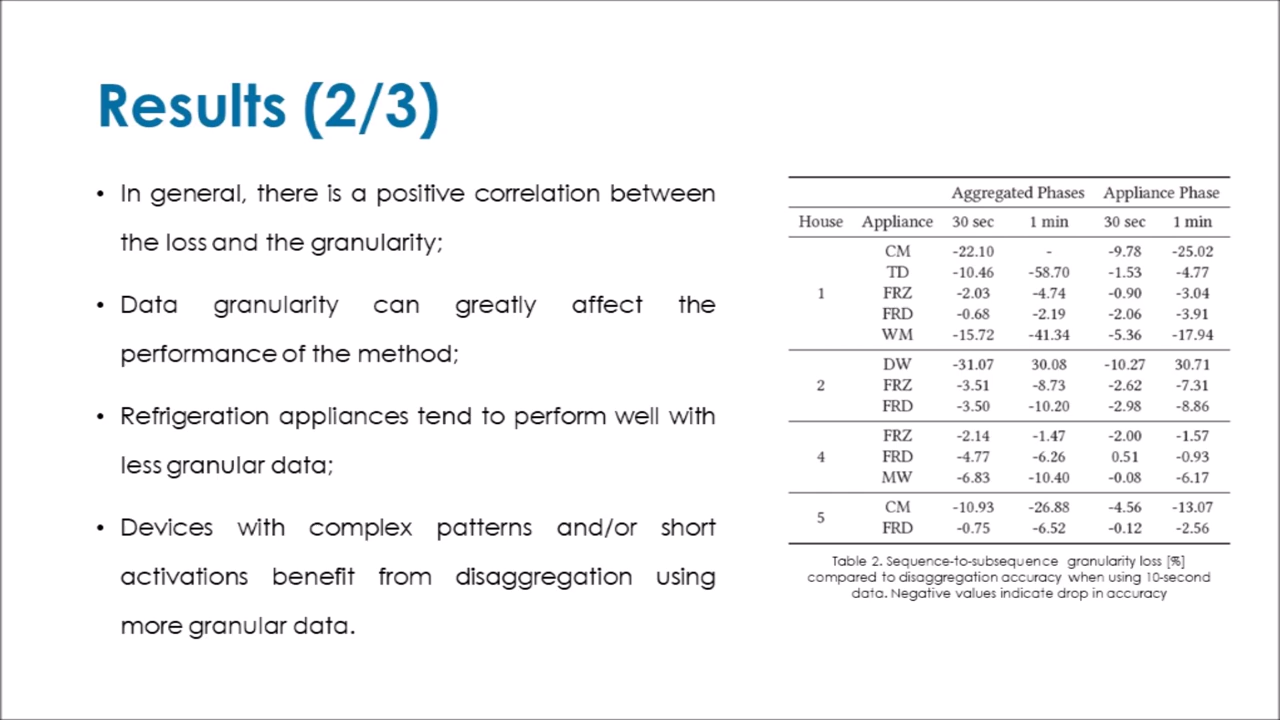 Results (2/3)
• In general, there is a positive correlation between
the loss and the granularity;
• Data granularity can greatly affect the
performance of the method;
• Refrigeration appliances tend to perform well with
less granular data;
• Devices with complex patterns and/or short
activations benefit from disaggregation using
more granular data.
Aggregated Phases Appliance Phase
House Appliance 30 sec 1 min 30 sec 1 min
CM -22.10 - -9.78 -25.02
TD -10.46 -58.70 -1.53 -4.77
1 FRZ -2.03 -4.74 -0.90 -3.04
FRD -0.68 -2.19 -2.06 -3.91
WM -15.72 -41.34 -5.36 -17.94
DW -31.07 30.08 -10.27 30.71
2 FRZ -3.51 -8.73 -2.62 -7.31
FRD -3.50 -10.20 -2.98 -8.86
FRZ -2.14 -1.47 -2.00 -1.57
4 FRD -4.77 -6.26 0.51 -0.93
MW -6.83 -10.40 -0.08 -6.17
5 CM -10.93 -26.88 -4.56 -13.07
FRD -0.75 -6.52 -0.12 -2.56
Table 2. Sequence-to-subsequence granularity loss [%]
compared to disaggregation accuracy when using 10-second
data. Negative values indicate drop in accuracy